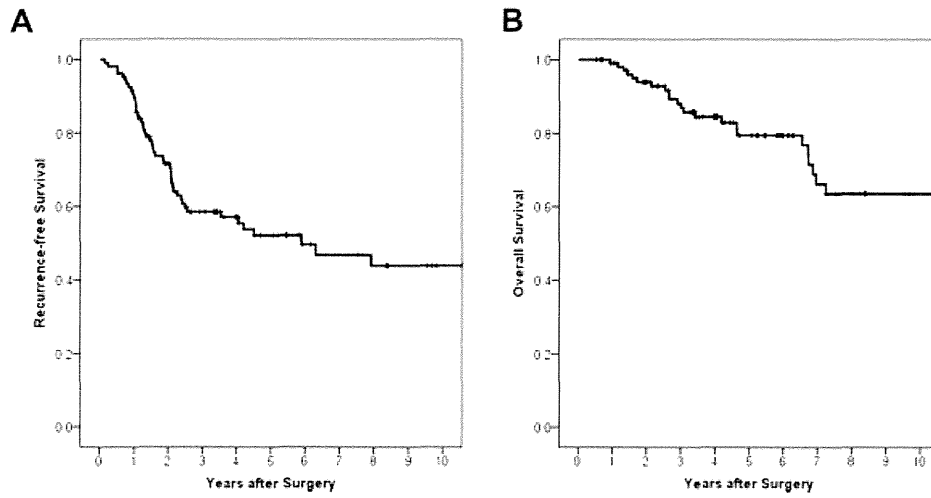 A
Recurrence-free Survival
1.0
0.8
0.6
0.4
0.2
0.0
0 1 2 3 4 5 6 7 8 9 10
Years after Surgery
B
Overall Survival
1.0
0.8
0.6
0.4
0.2
0.0
0 1 2 3 4 5 6 7 8 9 10
Years after Surgery